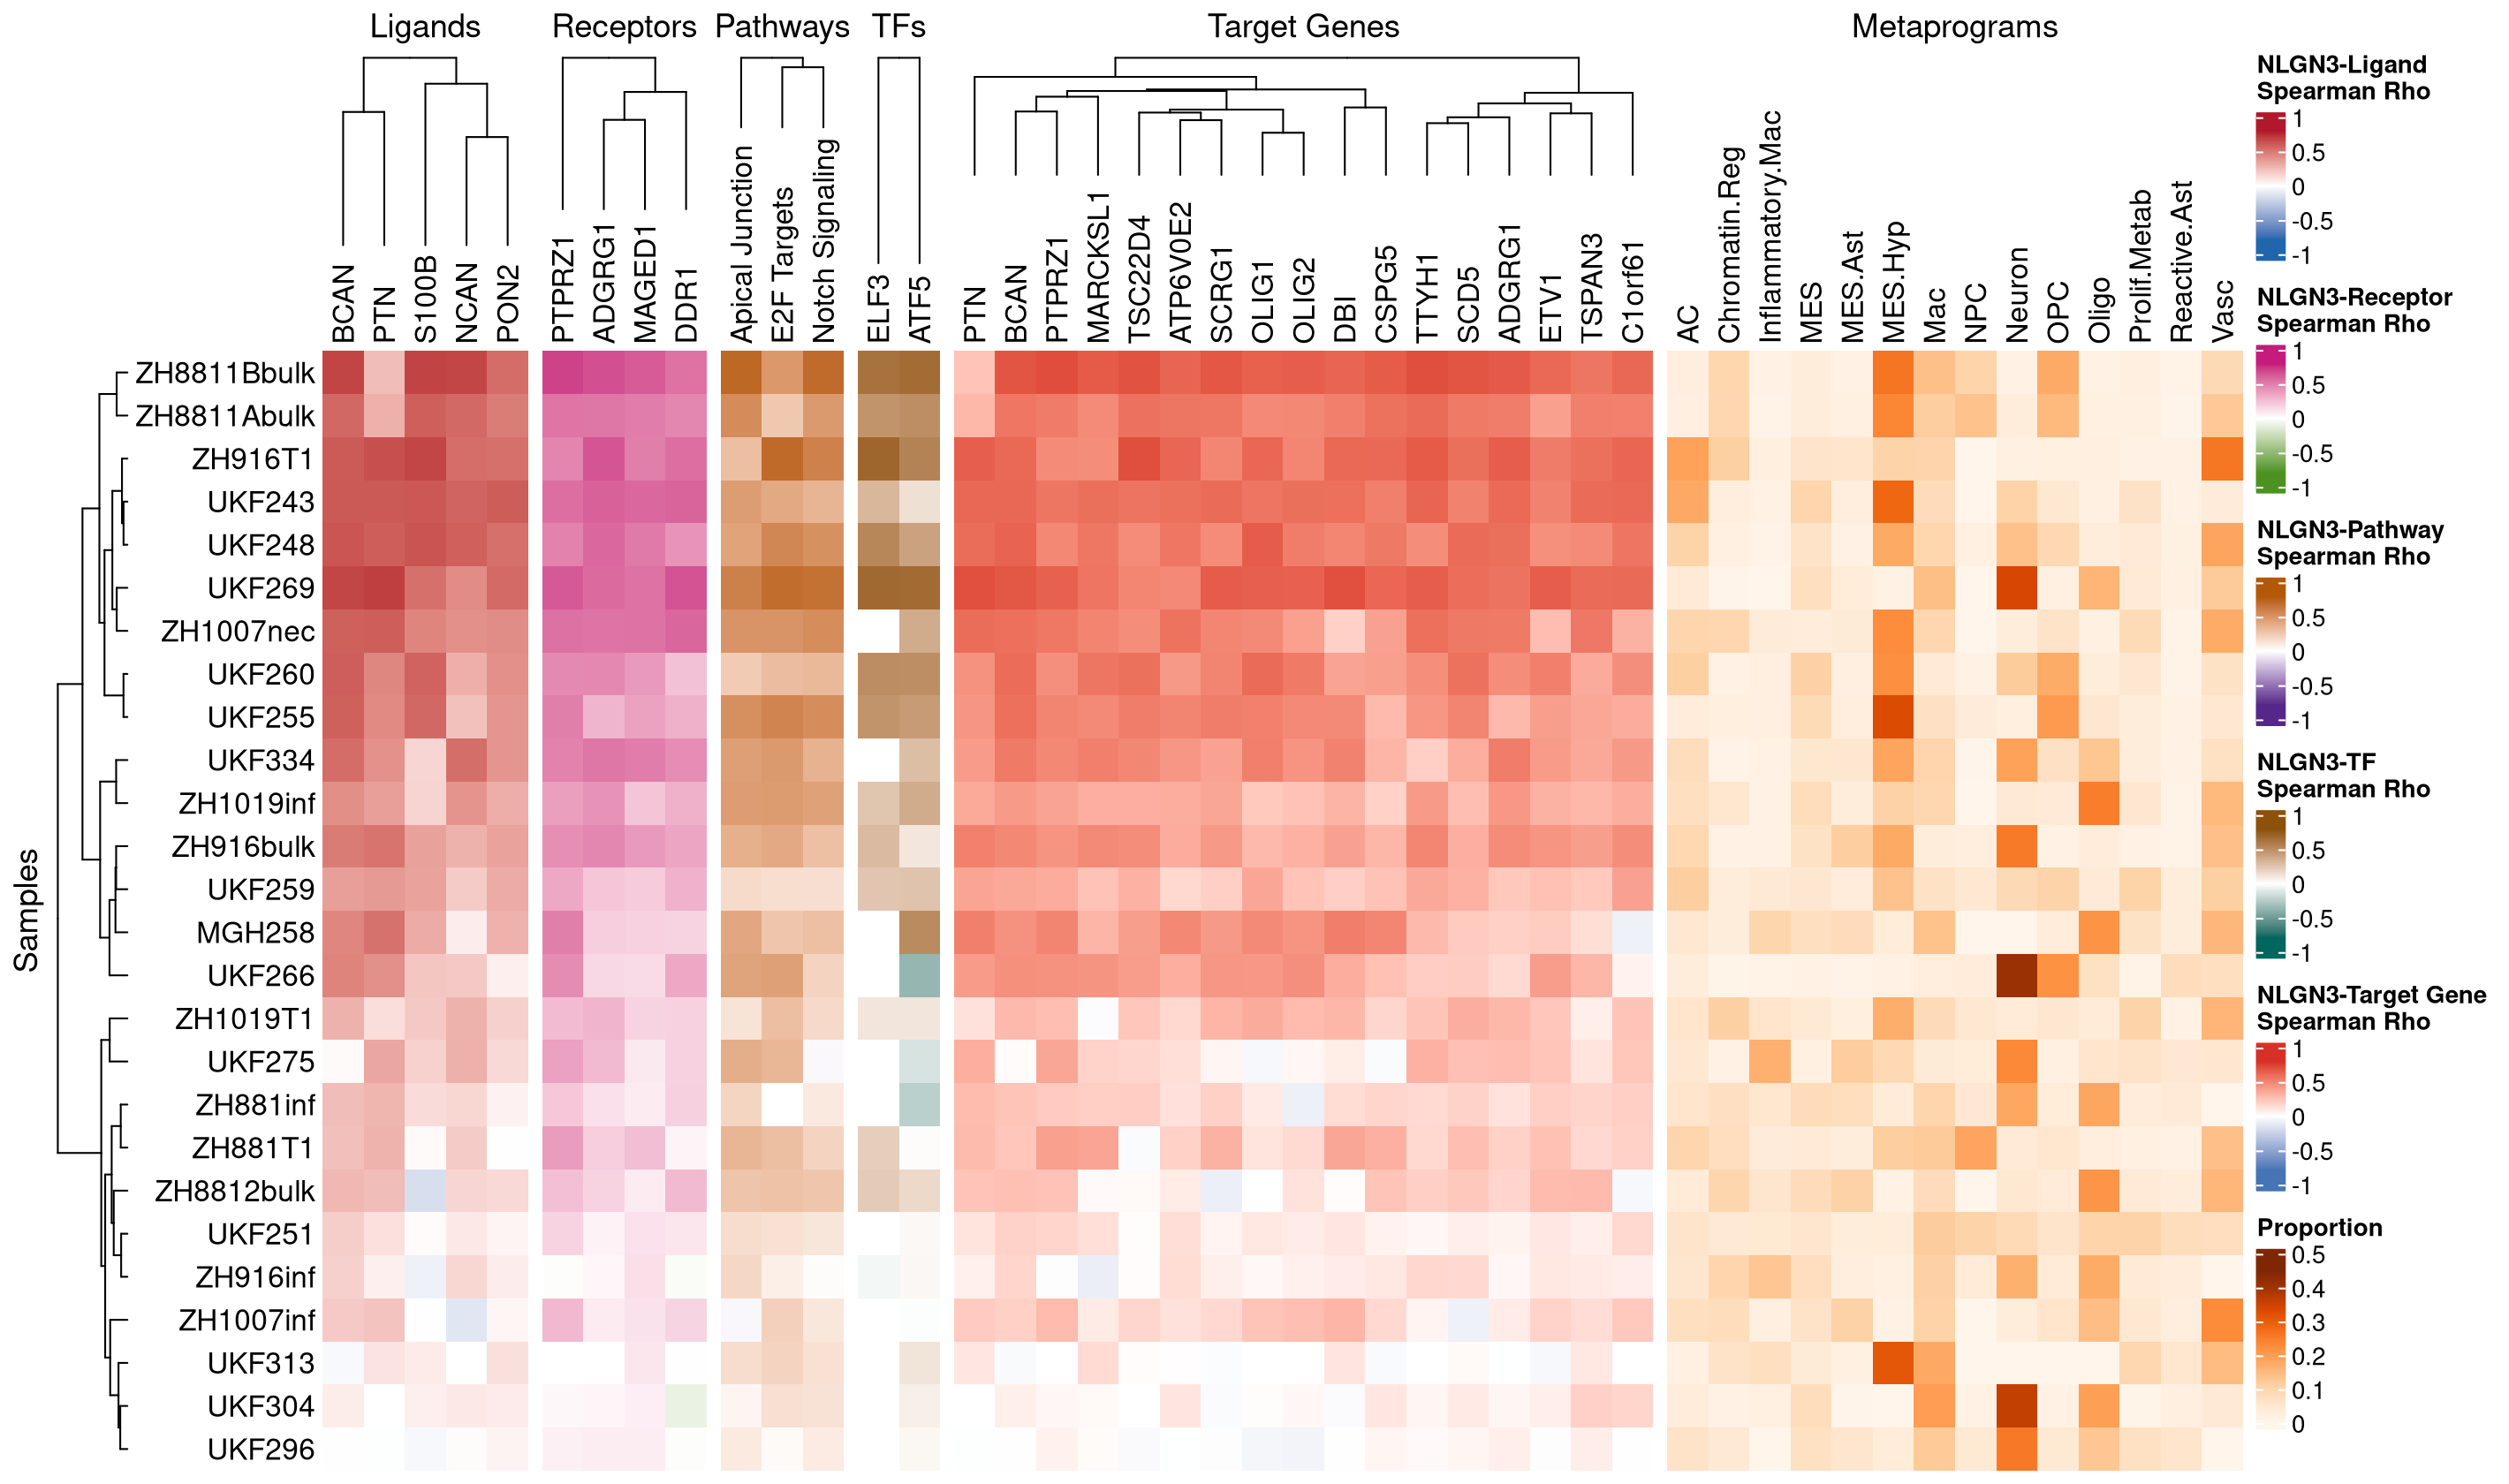 Ligands
Receptors
Pathways
TFs
Target Genes
Metaprograms
BCAN
PTN
S100B
NCAN
PON2
PTPRZ1
ADGRG1
MAGED1
DDR1
Apical Junction
E2F Targets
Notch Signaling
ELF3
ATF5
PTN
BCAN
PTPRZ1
MARCKSL1
TSC22D4
ATP6V0E2
SCRG1
OLIG1
OLIG2
DBI
CSPG5
TTYH1
SCD5
ADGRG1
ETV1
TSPAN3
C1orf61
AC
Chromatin.Reg
Inflammatory.Mac
MES
MES.Ast
MES.Hyp
Mac
NPC
Neuron
OPC
Oligo
Prolif.Metab
Reactive.Ast
Vasc
Samples
ZH8811Bbulk
ZH8811Abulk
ZH916T1
UKF243
UKF248
UKF269
ZH1007nec
UKF260
UKF255
UKF334
ZH1019inf
ZH916bulk
UKF259
MGH258
UKF266
ZH1019T1
UKF275
ZH881inf
ZH881T1
ZH8812bulk
UKF251
ZH916inf
ZH1007inf
UKF313
UKF304
UKF296
NLGN3-Ligand
Spearman Rho
1
0.5
0
-0.5
-1
NLGN3-Receptor
Spearman Rho
1
0.5
0
-0.5
-1
NLGN3-Pathway
Spearman Rho
1
0.5
0
-0.5
-1
NLGN3-TF
Spearman Rho
1
0.5
0
-0.5
-1
NLGN3-Target Gene
Spearman Rho
1
0.5
0
-0.5
-1
Proportion
0.5
0.4
0.3
0.2
0.1
0